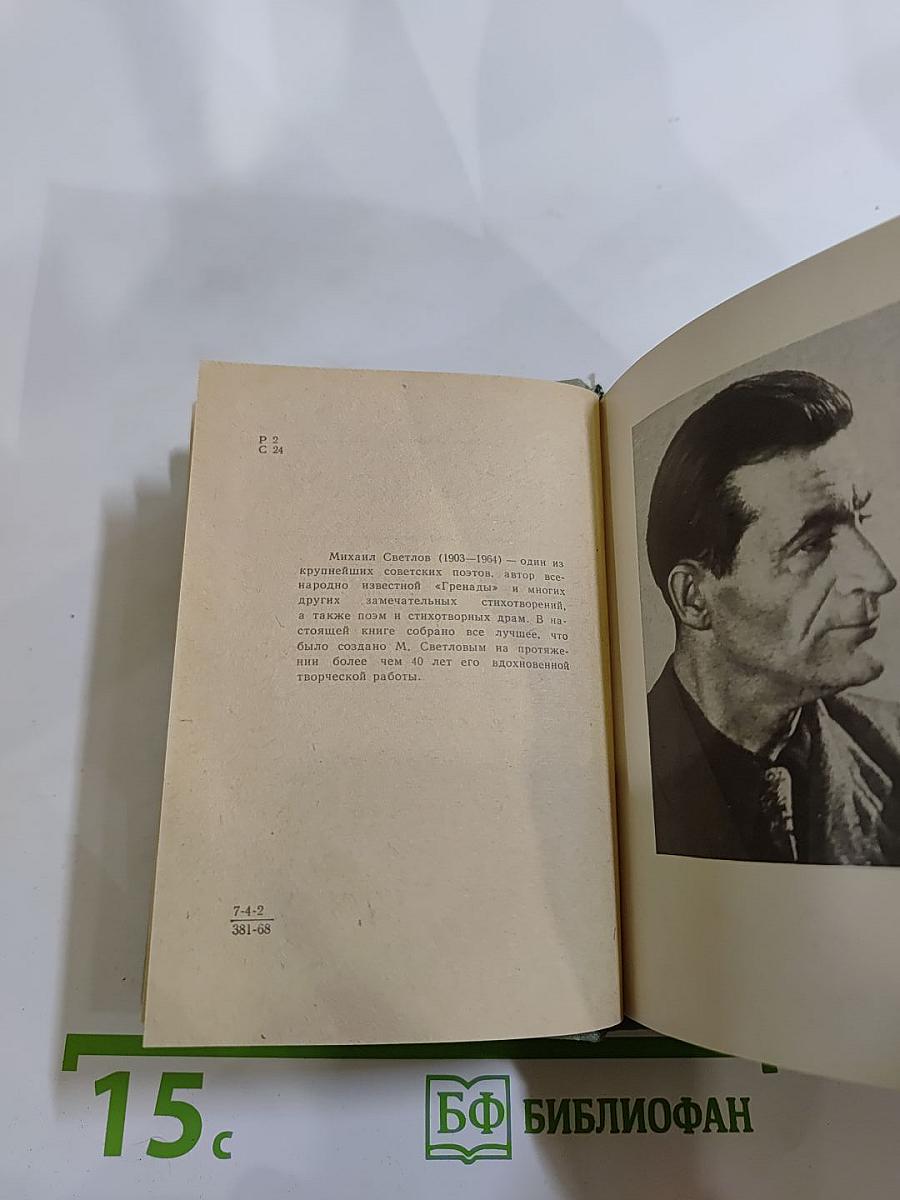 Р 2
С 24
Михаил Светлов (1903—1964) — один из
крупнейших советских поэтов, автор все-
народно известной «Гренады» и многих
других замечательных стихотворений,
а также поэм и стихотворных драм. В на-
стоящей книге собрано все лучшее, что
было создано М. Светловым на протяже-
нии более чем 40 лет его вдохновенной
творческой работы.
7-4-2
381-68
15 с
БФ БИБЛИОФАН